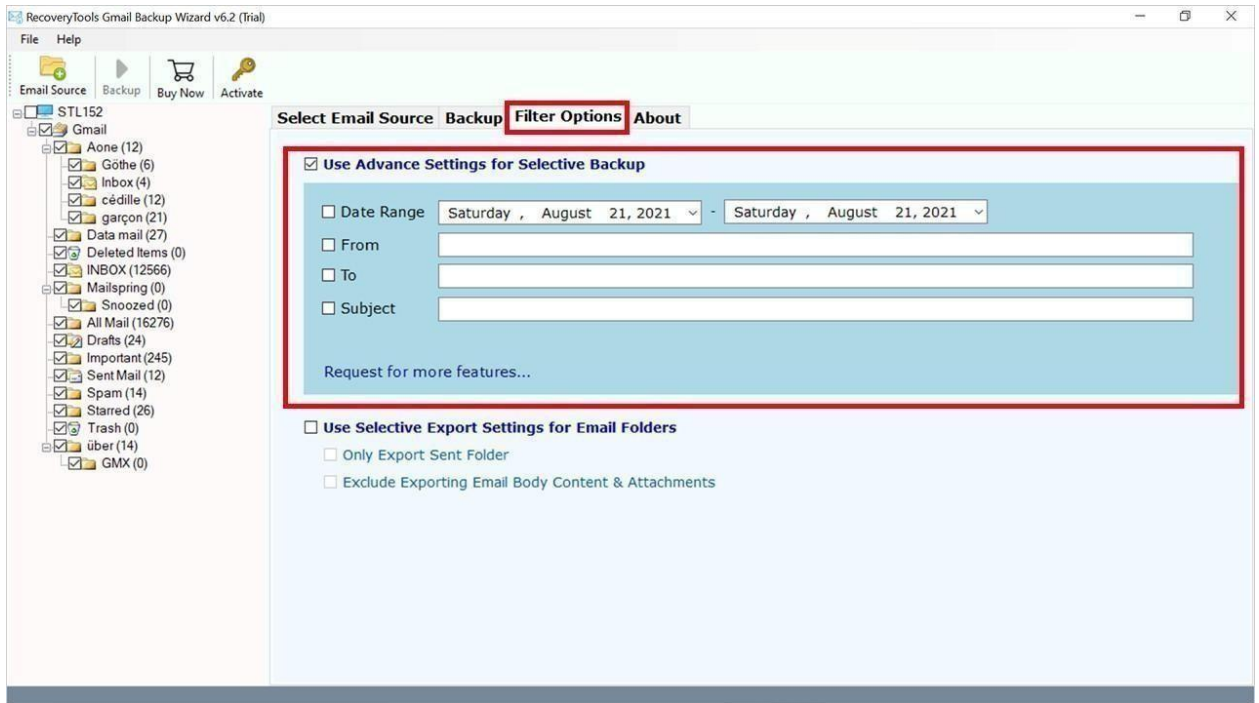 RecoveryTools Gmail Backup Wizard v6.2 (Trial)
File Help
Email Source Backup Buy Now Activate
STL152
Gmail
Aone (12)
Göthe (6)
Inbox (4)
cédille (12)
garçon (21)
Data mail (27)
Deleted Items (0)
INBOX (12566)
Mailspring (0)
Snoozed (0)
All Mail (16276)
Drafts (24)
Important (245)
Sent Mail (12)
Spam (14)
Starred (26)
Trash (0)
über (14)
GMX (0)
Select Email Source Backup Filter Options About
Use Advance Settings for Selective Backup
Date Range Saturday , August 21, 2021 - Saturday , August 21, 2021
From
To
Subject
Request for more features...
Use Selective Export Settings for Email Folders
Only Export Sent Folder
Exclude Exporting Email Body Content & Attachments